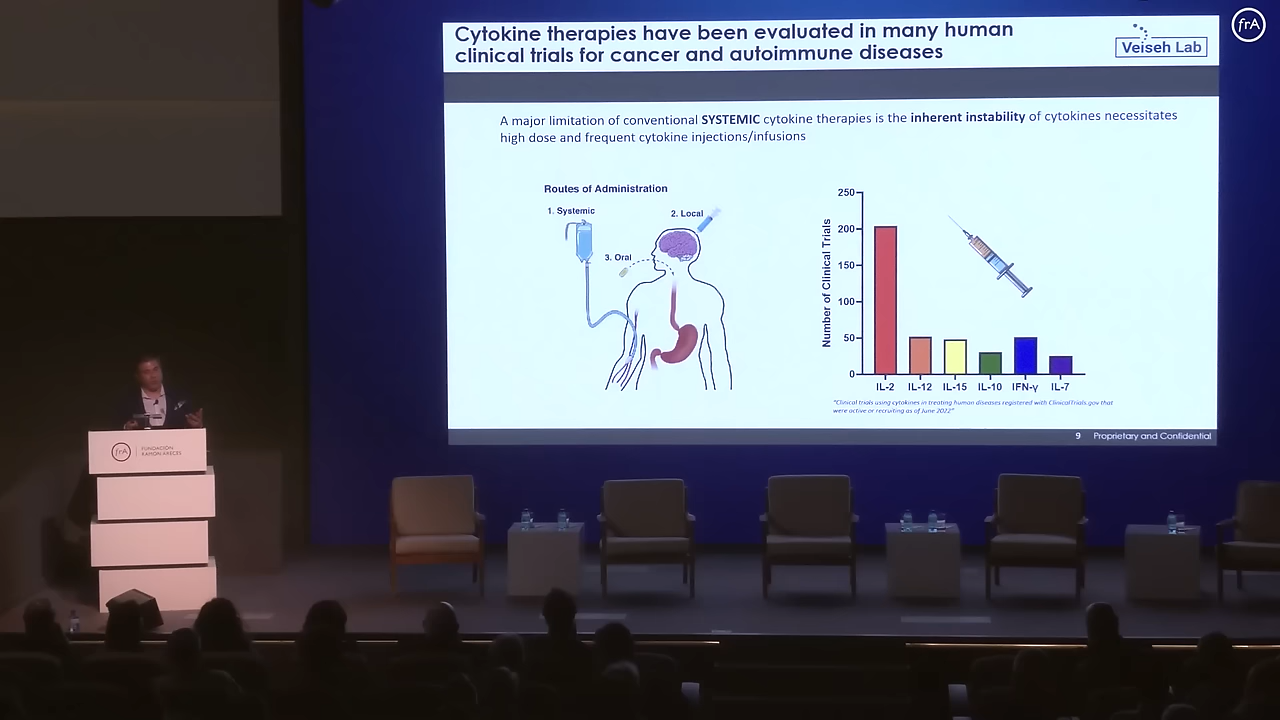 Cytokine therapies have been evaluated in many human
clinical trials for cancer and autoimmune diseases
Veiseh Lab
frA
A major limitation of conventional SYSTEMIC cytokine therapies is the inherent instability of cytokines necessitates
high dose and frequent cytokine injections/infusions
Routes of Administration
1. Systemic
2. Local
3. Oral
Number of Clinical Trials
250
200
150
100
50
0
IL-2 IL-12 IL-15 IL-10 IFN-γ IL-7
"Clinical trials using cytokines in treating human diseases registered with ClinicalTrials.gov that
were active or recruiting as of June 2022"
9 Proprietary and Confidential
frA FUNDACIÓN
RAMÓN ARECES